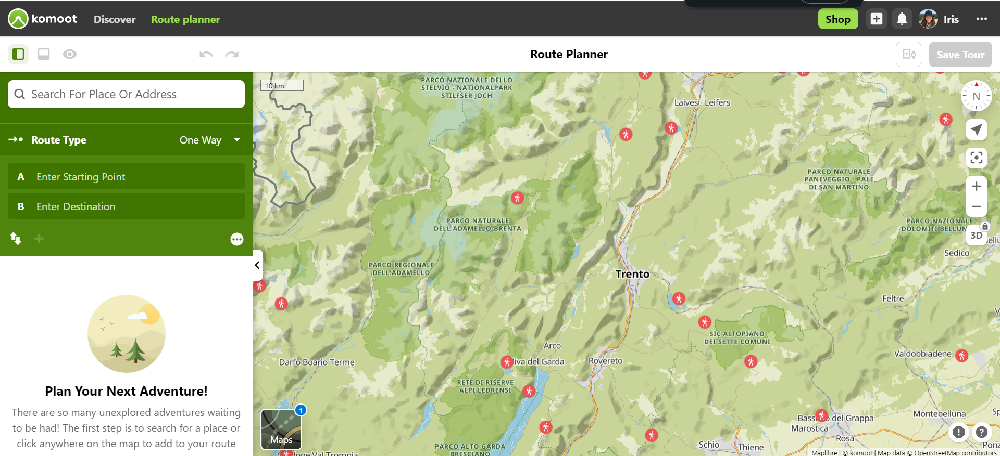 komoot
Discover
Route planner
Shop
Iris
Route Planner
Save Tour
Search For Place Or Address
Route Type
One Way
A
Enter Starting Point
B
Enter Destination
Plan Your Next Adventure!
There are so many unexplored adventures waiting
to be had! The first step is to search for a place or
click anywhere on the map to add to your route
10 km
PARCO NAZIONALE DELLO
STELVIO - NATIONALPARK
STILFSER JOCH
Laives - Leifers
N
PARCO NATURALE
PANEVEGGIO - PALE
DI SAN MARTINO
PARCO NATURALE
DELL'ADAMELLO-BRENTA
PARCO NAZIONALE
DOLOMITI BELLUN
3D
Sedico
PARCO REGIONALE
DELL'ADAMELLO
Trento
Feltre
SIC ALTOPIANO
DEI SETTE COMUNI
Arco
Riva del Garda
Rovereto
Darfo Boario Terme
Valdobbiadene
RETE DI RISERVE
ALPI LEDRENSI
1
Maps
del Grappa
Marostica
Montebelluna
Rosà
Schio
Thiene
PARCO ALTO GARDA
BRESCIANO
Val Trompia
Maplibre | © komoot | Map data © OpenStreetMap contributors